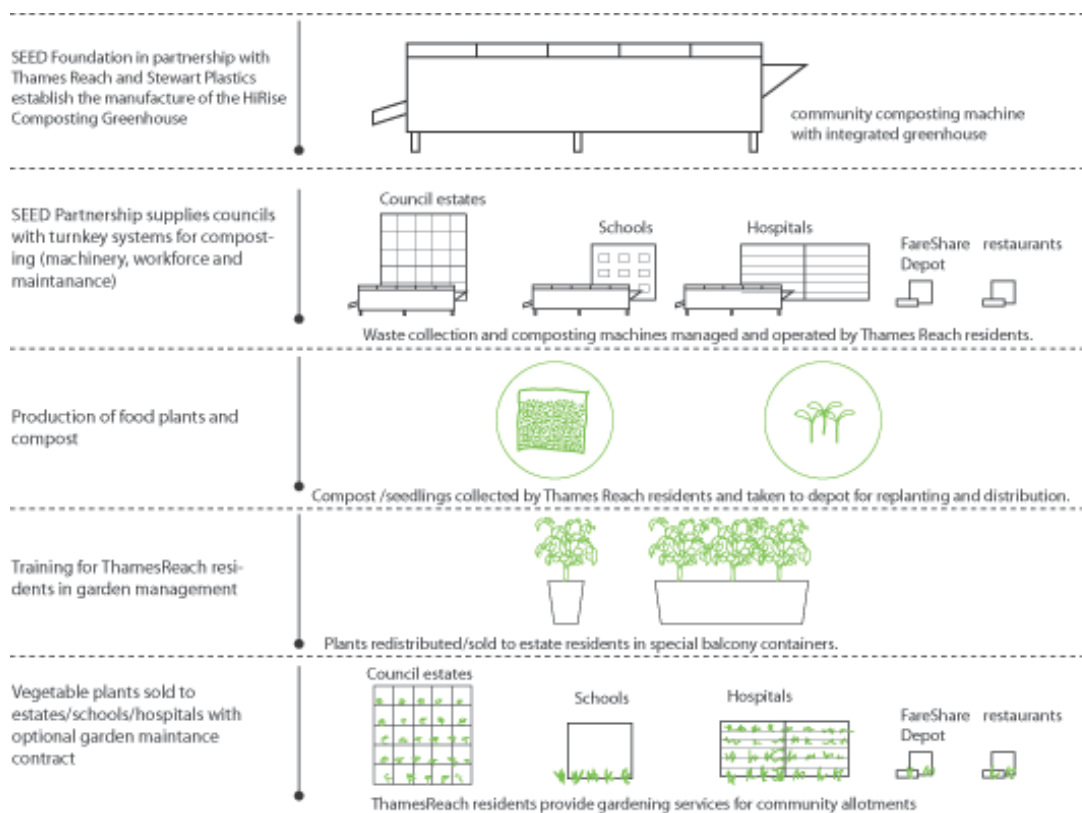 SEED Foundation in partnership with
Thames Reach and Stewart Plastics
establish the manufacture of the HiRise
Composting Greenhouse
community composting machine
with integrated greenhouse
SEED Partnership supplies councils
with turnkey systems for compost-
ing (machinery, workforce and
maintanance)
Council estates
Schools
Hospitals
FareShare
Depot
restaurants
Waste collection and composting machines managed and operated by Thames Reach residents.
Production of food plants and
compost
Compost /seedlings collected by Thames Reach residents and taken to depot for replanting and distribution.
Training for ThamesReach resi-
dents in garden management
Plants redistributed/sold to estate residents in special balcony containers.
Vegetable plants sold to
estates/schools/hospitals with
optional garden maintance
contract
Council estates
Schools
Hospitals
FareShare
Depot
restaurants
ThamesReach residents provide gardening services for community allotments